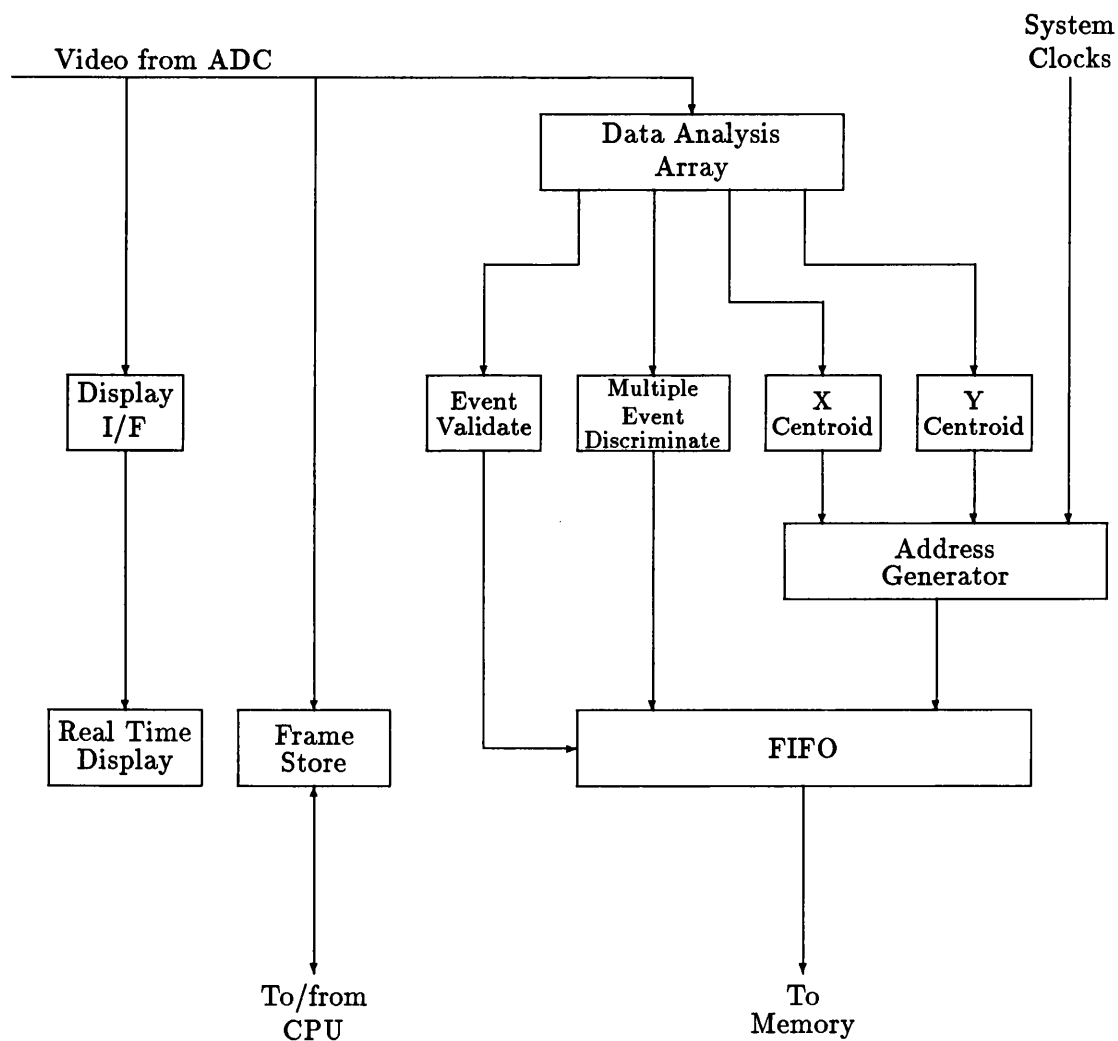 System
Clocks
Video from ADC
Data Analysis
Array
Display
I/F
Event
Validate
Multiple
Event
Discriminate
X
Centroid
Y
Centroid
Address
Generator
Real Time
Display
Frame
Store
FIFO
To/from
CPU
To
Memory